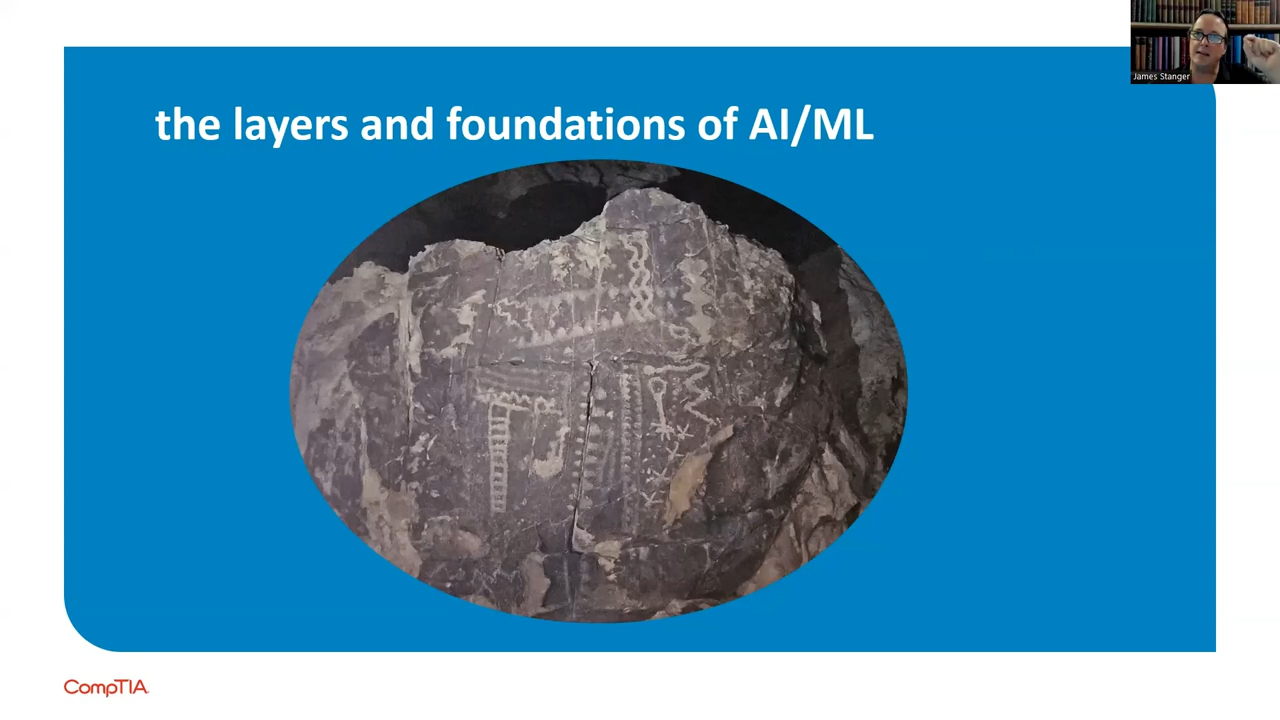 the layers and foundations of AI/ML
James Stanger
CompTIA